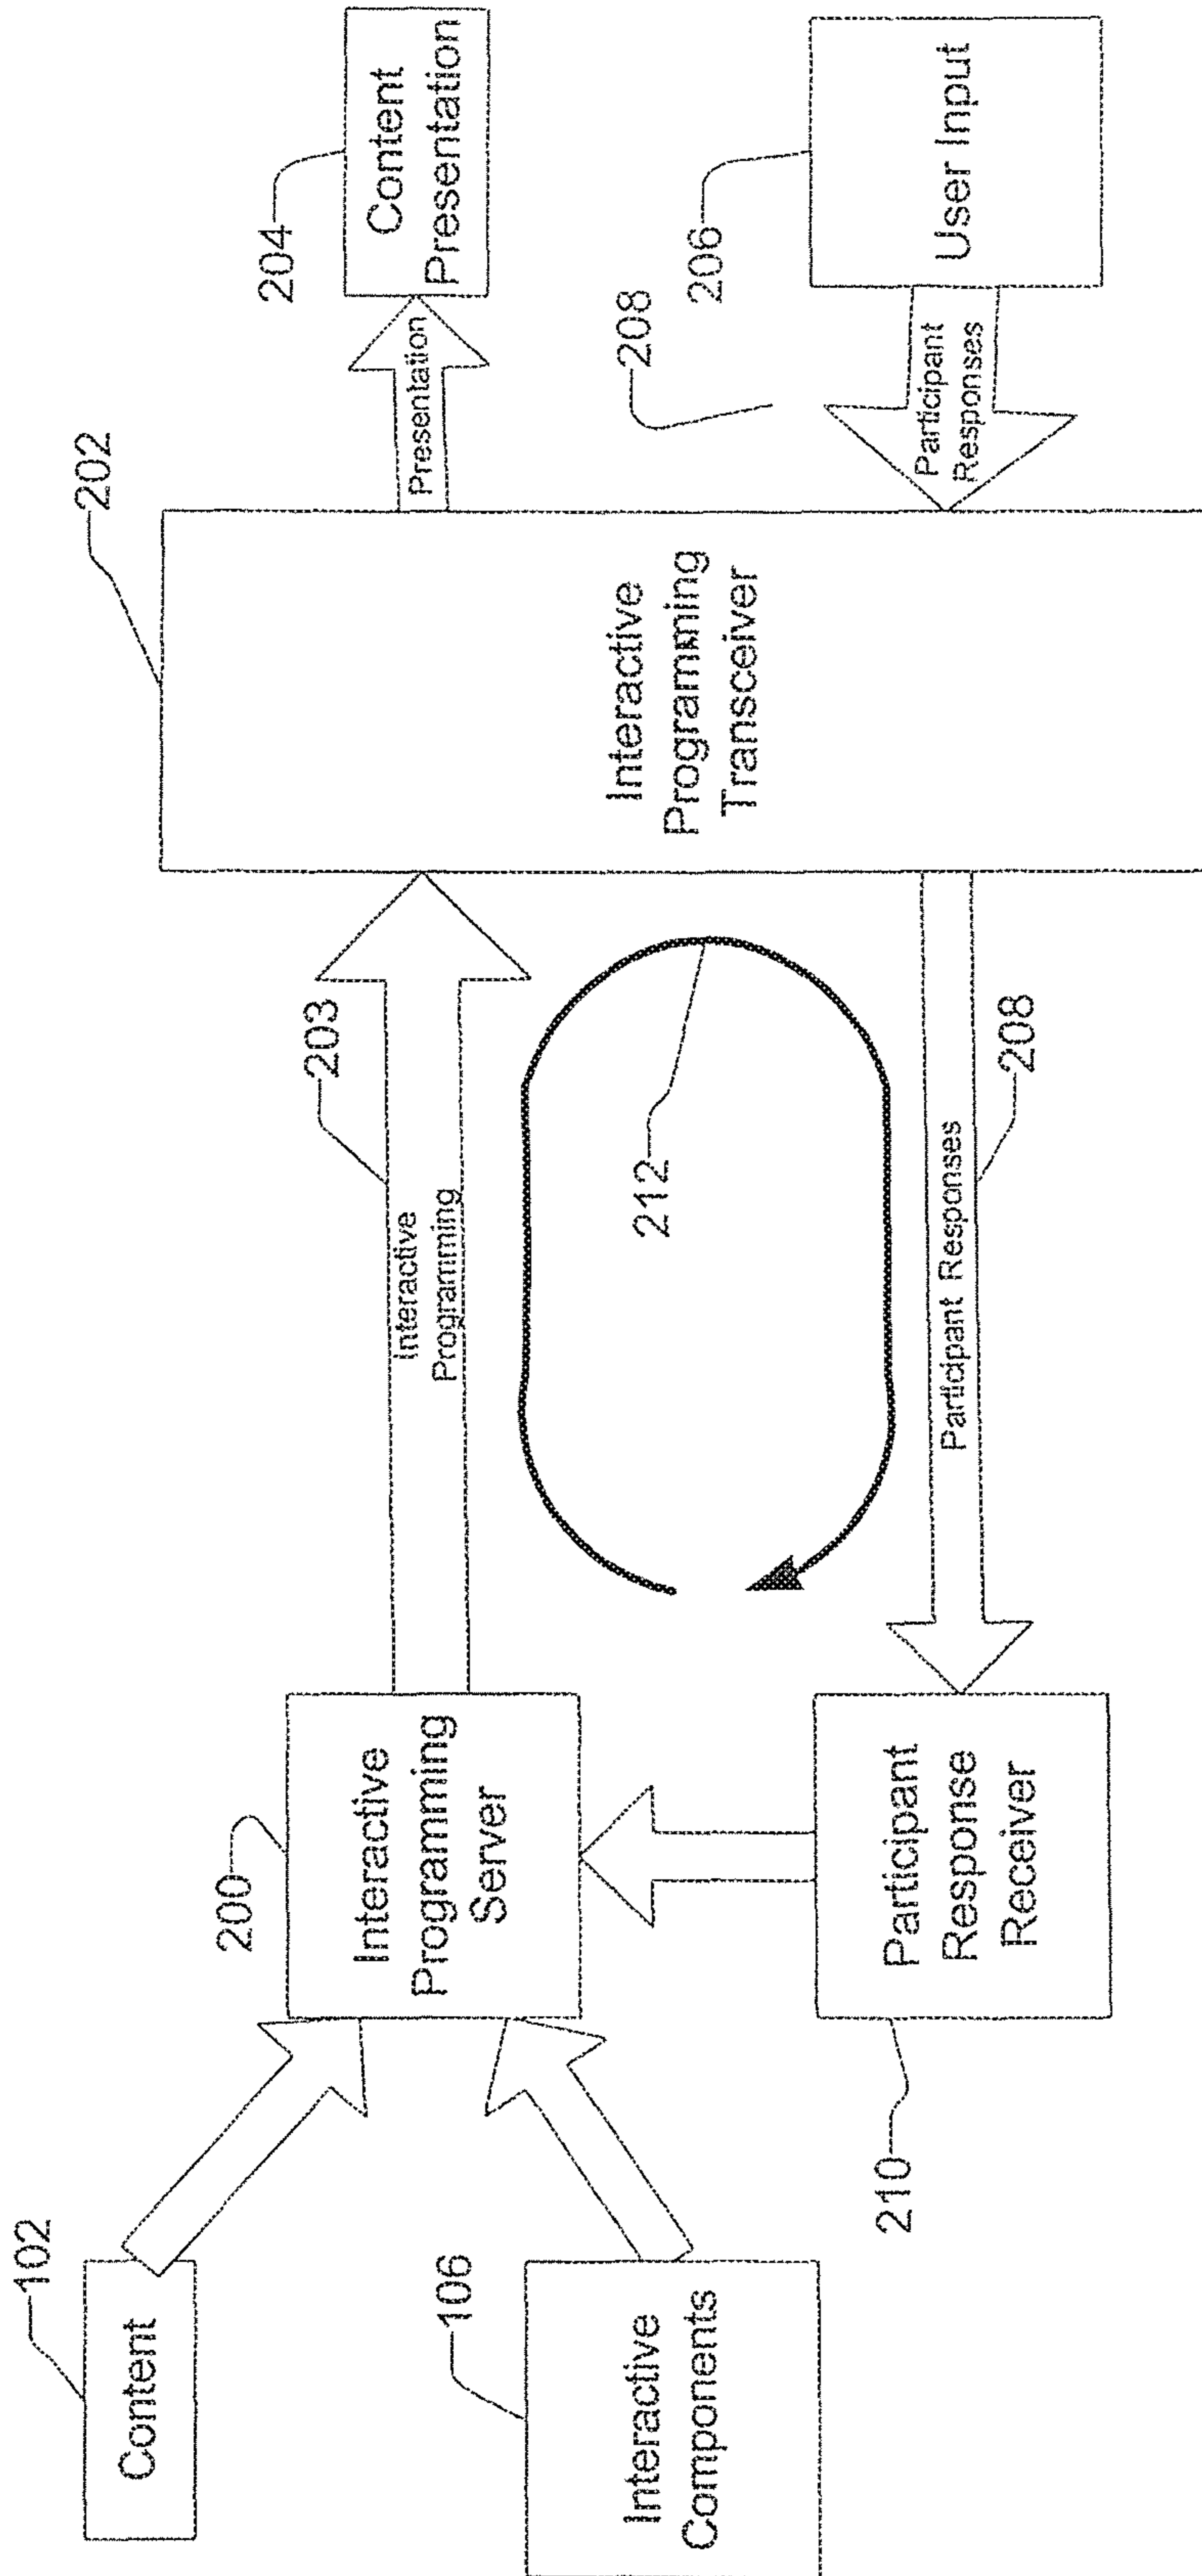 102
Content
106
Interactive
Components
200
Interactive
Programming
Server
210
Participant
Response
Receiver
203
Interactive
Programming
212
Participant Responses
208
202
Interactive
Programming
Transceiver
Presentation
204
Content
Presentation
208
Participant
Responses
206
User Input